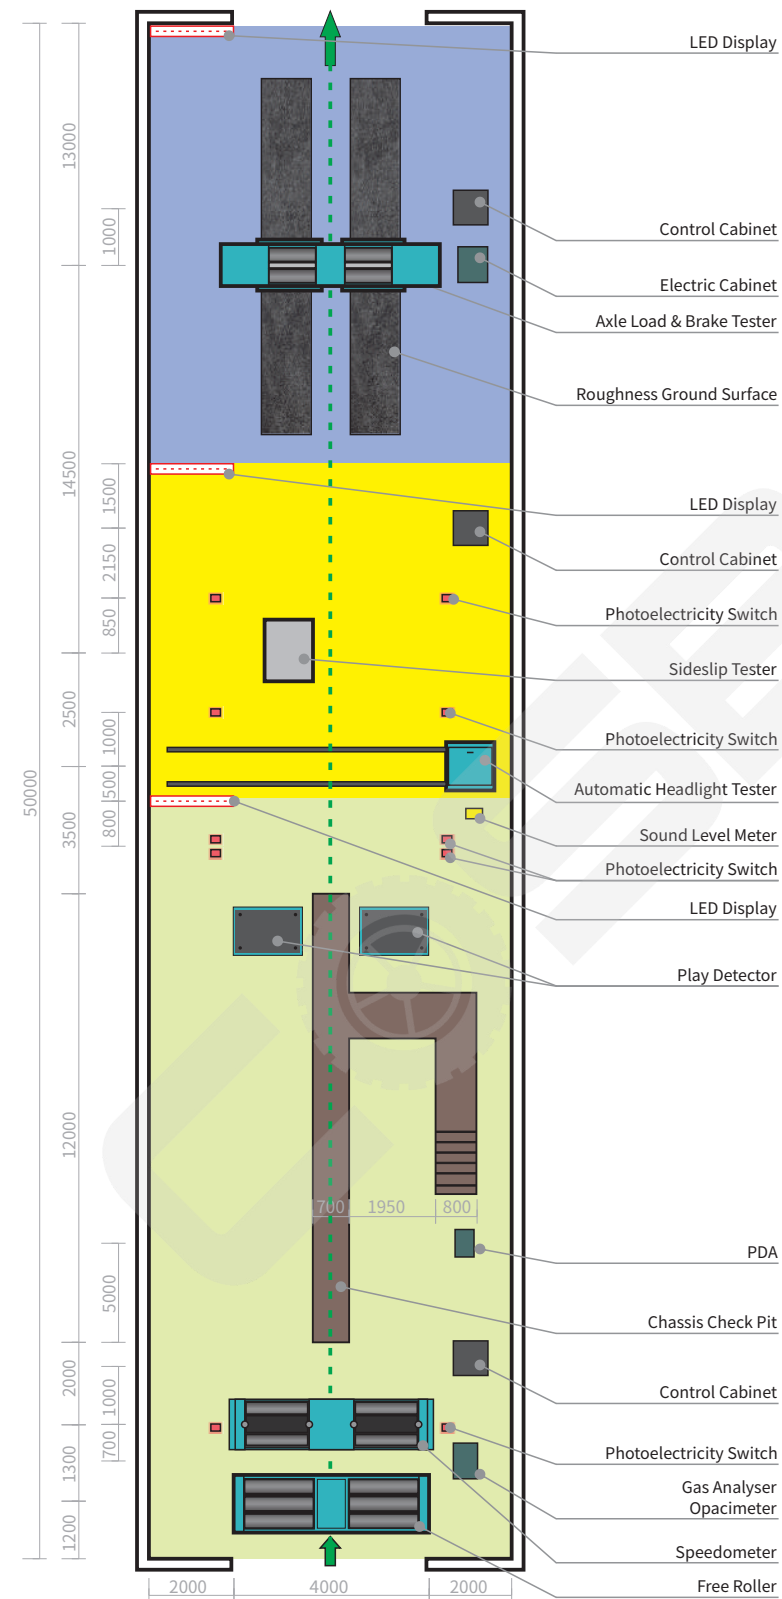 LED Display
13000
1000
Control Cabinet
Electric Cabinet
Axle Load & Brake Tester
Roughness Ground Surface
14500
1500
LED Display
2150
Control Cabinet
850
Photoelectricity Switch
Sideslip Tester
2500
1000
Photoelectricity Switch
50000
500
Automatic Headlight Tester
3500
800
Sound Level Meter
Photoelectricity Switch
LED Display
Play Detector
12000
700
1950
800
PDA
5000
Chassis Check Pit
2000
1000
Control Cabinet
700
Photoelectricity Switch
1300
Gas Analyser
Opacimeter
1200
Speedometer
2000
4000
2000
Free Roller